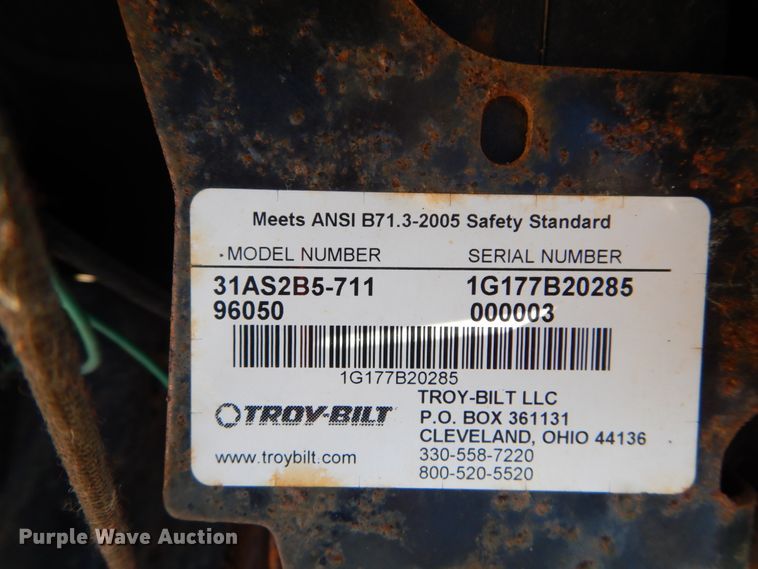 Meets ANSI B71.3-2005 Safety Standard
MODEL NUMBER SERIAL NUMBER
31AS2B5-711 1G177B20285
96050 000003
1G177B20285
TROY-BILT
www.troybilt.com
TROY-BILT LLC
P.O. BOX 361131
CLEVELAND, OHIO 44136
330-558-7220
800-520-5520
Purple Wave Auction